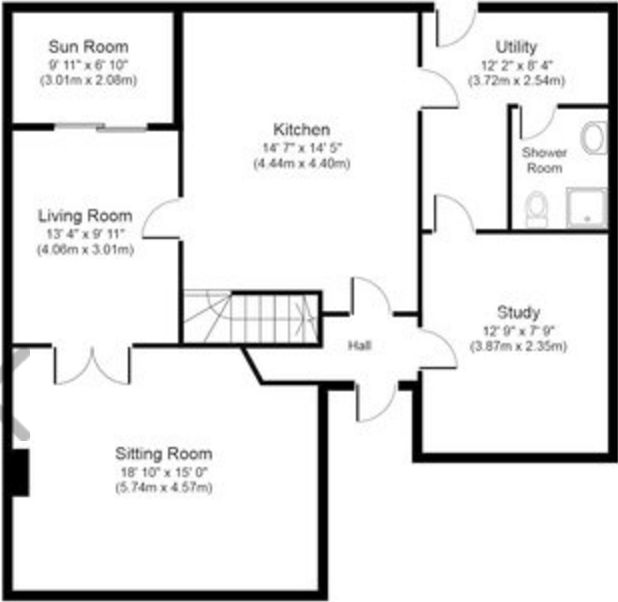 Sun Room
9' 11" x 6' 10"
(3.01m x 2.08m)
Kitchen
14' 7" x 14' 5"
(4.44m x 4.40m)
Utility
12' 2" x 8' 4"
(3.72m x 2.54m)
Shower
Room
Living Room
13' 4" x 9' 11"
(4.06m x 3.01m)
Hall
Study
12' 9" x 7' 9"
(3.87m x 2.35m)
Sitting Room
18' 10" x 15' 0"
(5.74m x 4.57m)